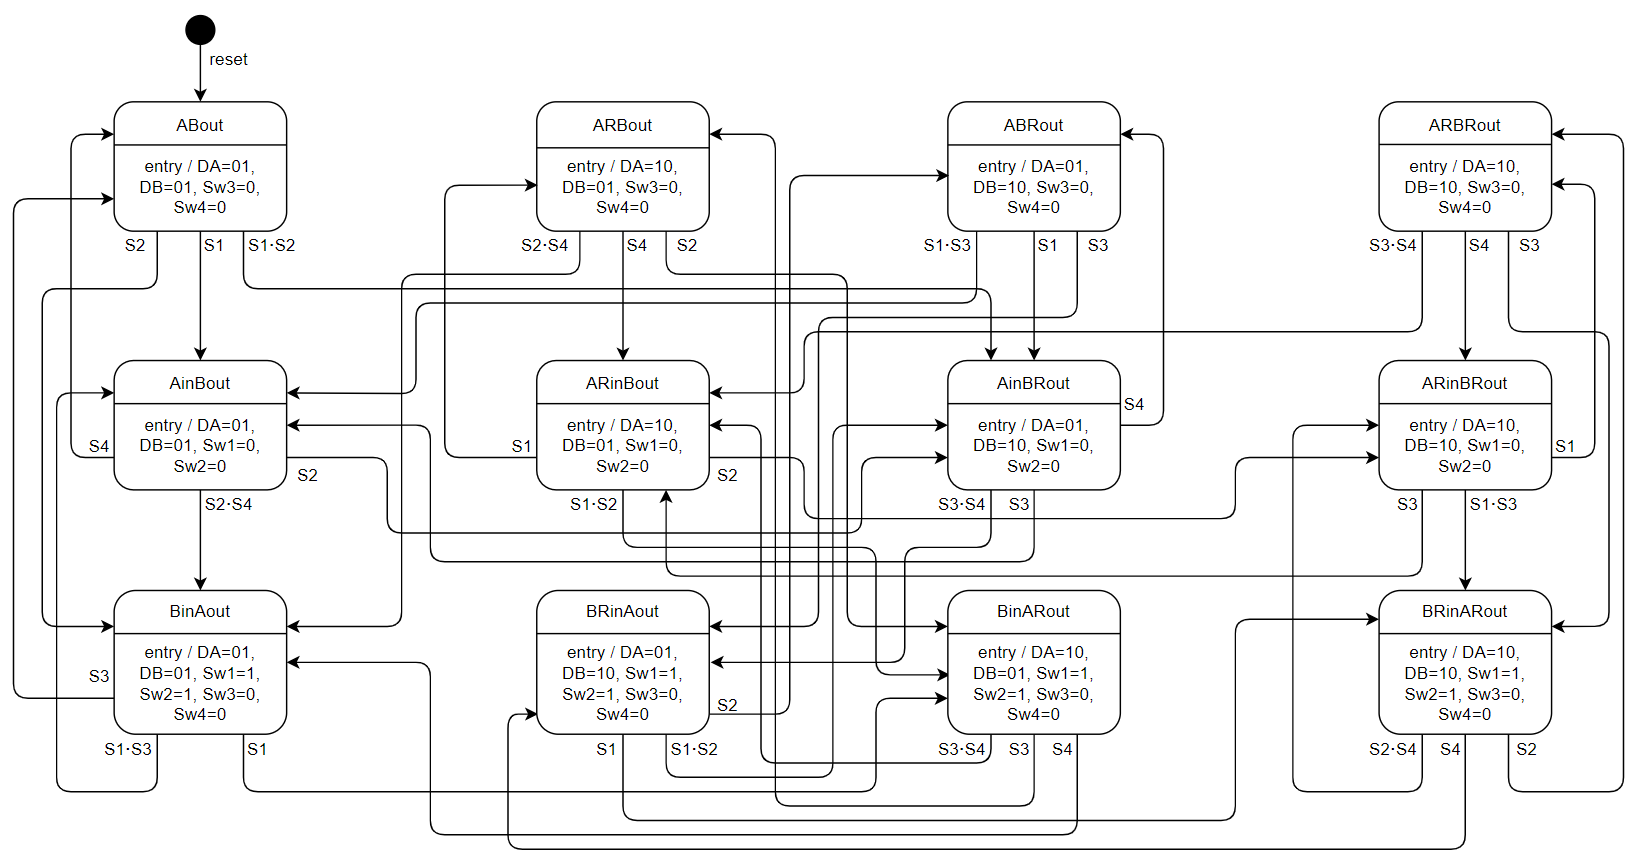 reset
ABout
ARBout
ABRout
ARBRout
entry / DA=01,
DB=01, Sw3=0,
Sw4=0
entry / DA=10,
DB=01, Sw3=0,
Sw4=0
entry / DA=01,
DB=10, Sw3=0,
Sw4=0
entry / DA=10,
DB=10, Sw3=0,
Sw4=0
S2
S1
S1·S2
S2·S4
S4
S2
S1·S3
S1
S3
S3·S4
S4
S3
AinBout
ARinBout
AinBRout
ARinBRout
entry / DA=01,
DB=01, Sw1=0,
Sw2=0
entry / DA=10,
DB=01, Sw1=0,
Sw2=0
entry / DA=01,
DB=10, Sw1=0,
Sw2=0
entry / DA=10,
DB=10, Sw1=0,
Sw2=0
S4
S2
S1
S2
S4
S1
S2·S4
S1·S2
S3·S4
S3
S3
S1·S3
BinAout
BRinAout
BinARout
BRinARout
entry / DA=01,
DB=01, Sw1=1,
Sw2=1, Sw3=0,
Sw4=0
entry / DA=01,
DB=10, Sw1=1,
Sw2=1, Sw3=0,
Sw4=0
entry / DA=10,
DB=01, Sw1=1,
Sw2=1, Sw3=0,
Sw4=0
entry / DA=10,
DB=10, Sw1=1,
Sw2=1, Sw3=0,
Sw4=0
S3
S2
S1·S3
S1
S1
S1·S2
S3·S4
S3
S4
S2·S4
S4
S2